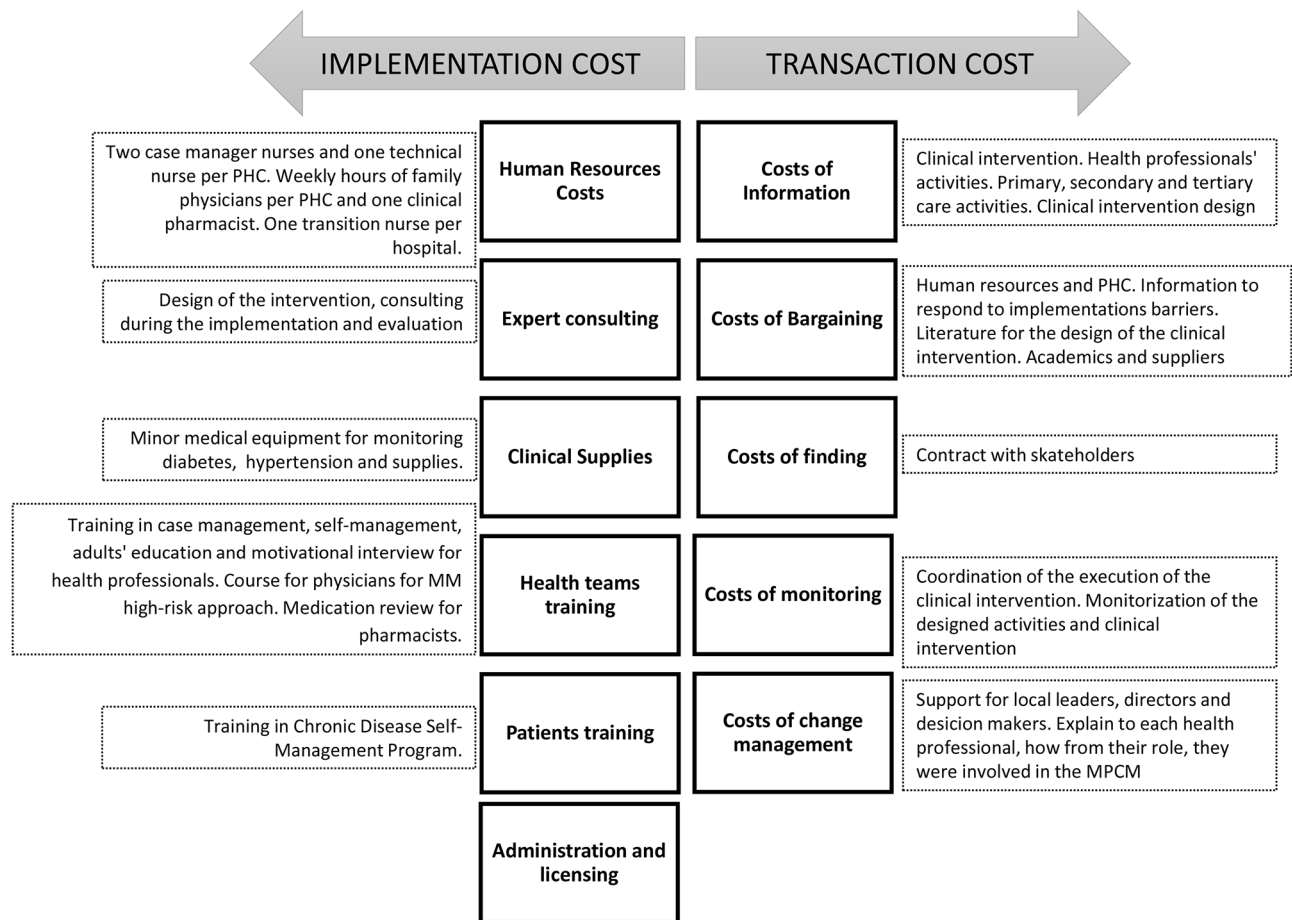 IMPLEMENTATION COST
TRANSACTION COST
Two case manager nurses and one technical
nurse per PHC. Weekly hours of family
physicians per PHC and one clinical
pharmacist. One transition nurse per
hospital.
Human Resources
Costs
Costs of
Information
Clinical intervention. Health professionals'
activities. Primary, secondary and tertiary
care activities. Clinical intervention design
Design of the intervention, consulting
during the implementation and evaluation
Expert consulting
Costs of Bargaining
Human resources and PHC. Information to
respond to implementations barriers.
Literature for the design of the clinical
intervention. Academics and suppliers
Minor medical equipment for monitoring
diabetes, hypertension and supplies.
Clinical Supplies
Costs of finding
Contract with skateholders
Training in case management, self-management,
adults' education and motivational interview for
health professionals. Course for physicians for MM
high-risk approach. Medication review for
pharmacists.
Health teams
training
Costs of monitoring
Coordination of the execution of the
clinical intervention. Monitorization of the
designed activities and clinical
intervention
Training in Chronic Disease Self-
Management Program.
Patients training
Costs of change
management
Support for local leaders, directors and
desicion makers. Explain to each health
professional, how from their role, they
were involved in the MPCM
Administration and
licensing